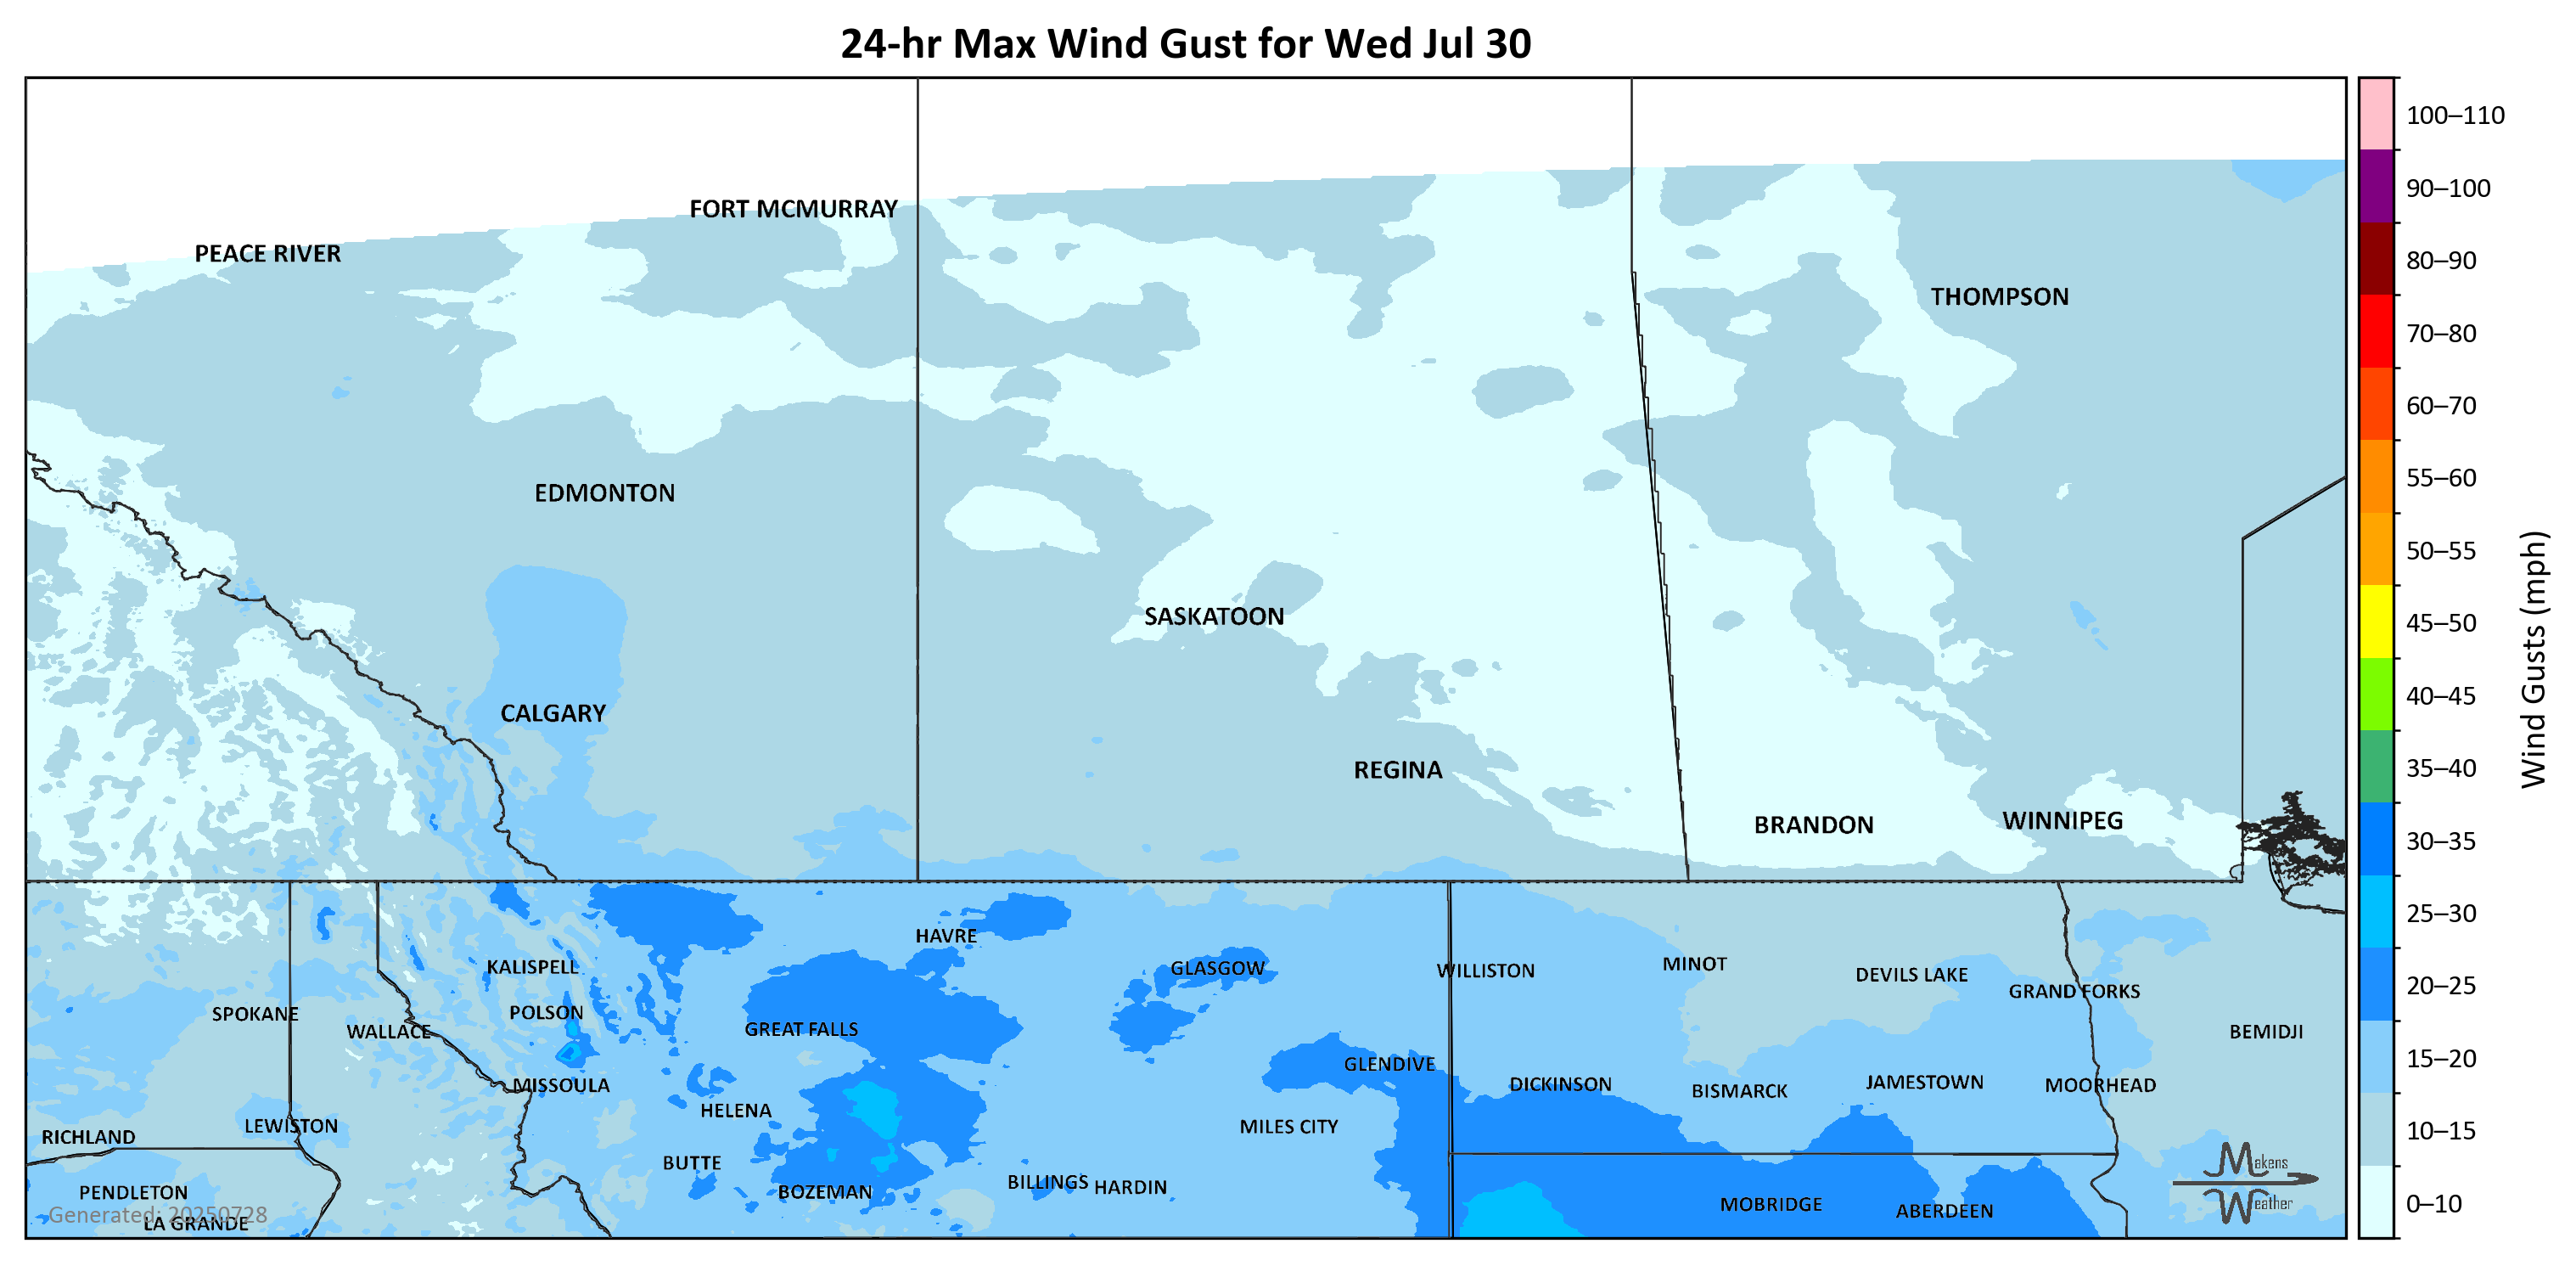 24-hr Max Wind Gust for Wed Jul 30
100–110
90–100
80–90
70–80
60–70
55–60
50–55
45–50
40–45
35–40
30–35
25–30
20–25
15–20
10–15
0–10
Wind Gusts (mph)
FORT MCMURRAY
PEACE RIVER
THOMPSON
EDMONTON
SASKATOON
CALGARY
REGINA
BRANDON
WINNIPEG
HAVRE
KALISPELL
GLASGOW
WILLISTON
MINOT
DEVILS LAKE
GRAND FORKS
SPOKANE
POLSON
WALLACE
GREAT FALLS
BEMIDJI
GLENDIVE
MISSOULA
DICKINSON
BISMARCK
JAMESTOWN
MOORHEAD
HELENA
LEWISTON
MILES CITY
RICHLAND
BUTTE
BILLINGS
HARDIN
PENDLETON
BOZEMAN
MOBRIDGE
ABERDEEN
Generated: 20250728
LA GRANDE
Makens
Weather